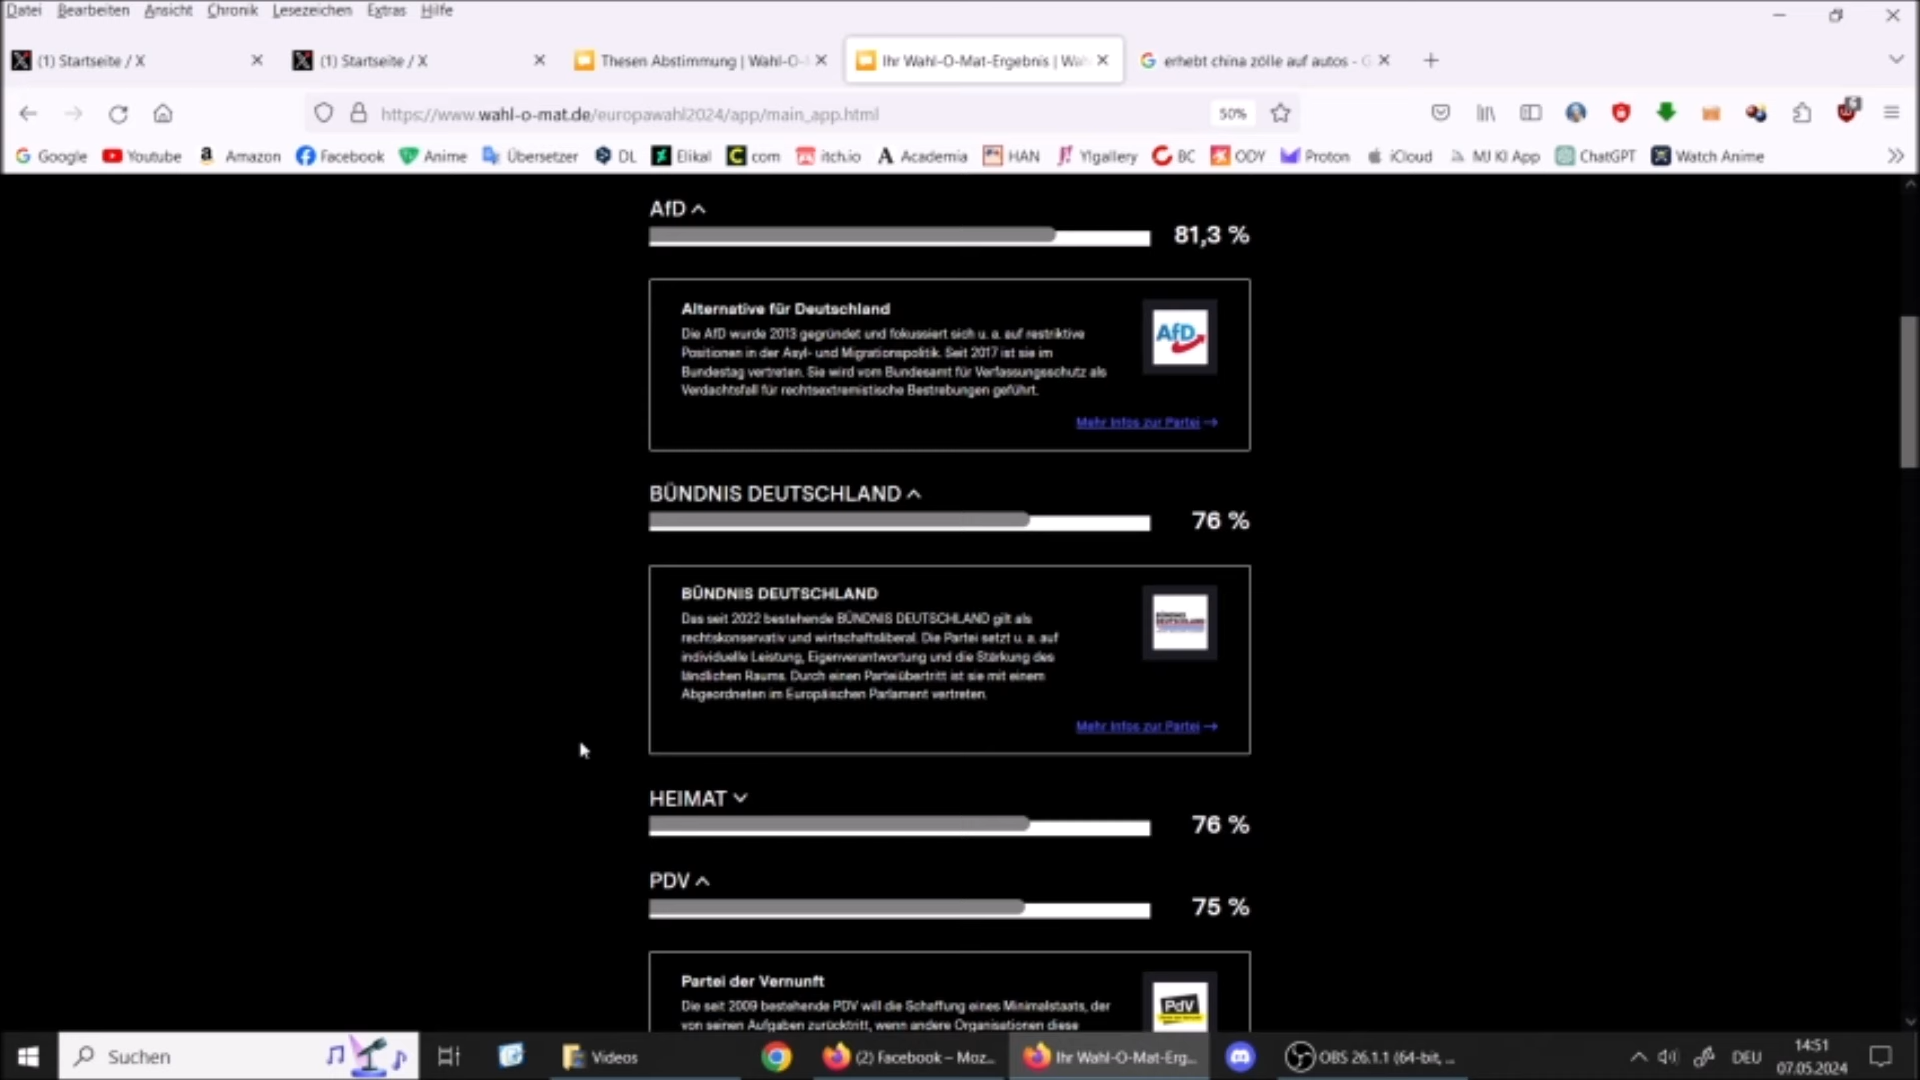 Datei Bearbeiten Ansicht Chronik Lesezeichen Extras Hilfe
(1) Startseite / X
(1) Startseite / X
Thesen Abstimmung | Wahl-O-
Ihr Wahl-O-Mat-Ergebnis | Wah
erhebt china zölle auf autos - G
https://www.wahl-o-mat.de/europawahl2024/app/main_app.html
50%
Google Youtube Amazon Facebook Anime Übersetzer DL Elikal com itch.io Academia HAN Y!gallery BC ODY Proton iCloud MJ KI App ChatGPT Watch Anime
AfD
81,3 %
Alternative für Deutschland
Die AfD wurde 2013 gegründet und fokussiert sich u. a. auf restriktive
Positionen in der Asyl- und Migrationspolitik. Seit 2017 ist sie im
Bundestag vertreten. Sie wird vom Bundesamt für Verfassungsschutz als
Verdachtsfall für rechtsextremistische Bestrebungen geführt.
AfD
Mehr Infos zur Partei →
BÜNDNIS DEUTSCHLAND
76 %
BÜNDNIS DEUTSCHLAND
Das seit 2022 bestehende BÜNDNIS DEUTSCHLAND gilt als
rechtskonservativ und wirtschaftsliberal. Die Partei setzt u. a. auf
individuelle Leistung, Eigenverantwortung und die Stärkung des
ländlichen Raums. Durch einen Parteiübertritt ist sie mit einem
Abgeordneten im Europäischen Parlament vertreten.
BÜNDNIS
DEUTSCHLAND
Mehr Infos zur Partei →
HEIMAT
76 %
PDV
75 %
Partei der Vernunft
Die seit 2009 bestehende PDV will die Schaffung eines Minimalstaats, der
von seinen Aufgaben zurücktritt, wenn andere Organisationen diese
PdV
Suchen
Videos
(2) Facebook – Moz...
Ihr Wahl-O-Mat-Erg...
OBS 26.1.1 (64-bit, ...
DEU
14:51
07.05.2024